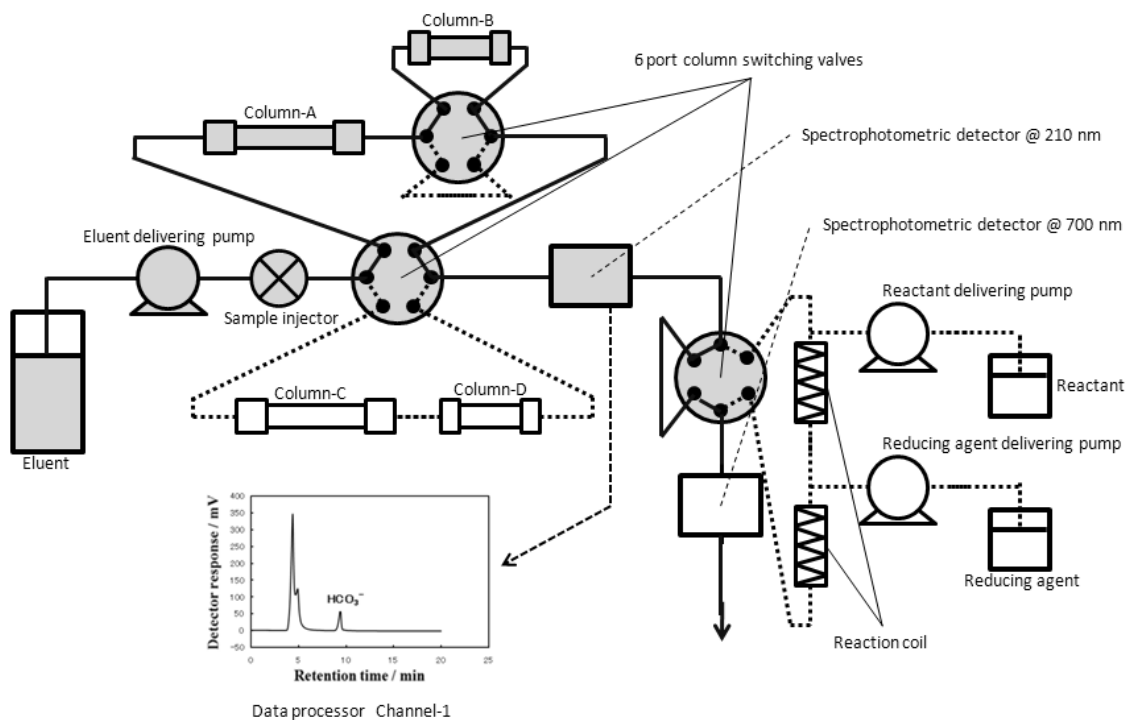 Column-B
6 port column switching valves
Column-A
Spectrophotometric detector @ 210 nm
Spectrophotometric detector @ 700 nm
Eluent delivering pump
Reactant delivering pump
Sample injector
Column-C
Column-D
Reactant
Reducing agent delivering pump
Eluent
Detector response / mV
400
350
300
250
200
150
100
50
0
-50
HCO₃⁻
0 5 10 15 20 25
Retention time / min
Reducing agent
Reaction coil
Data processor Channel-1